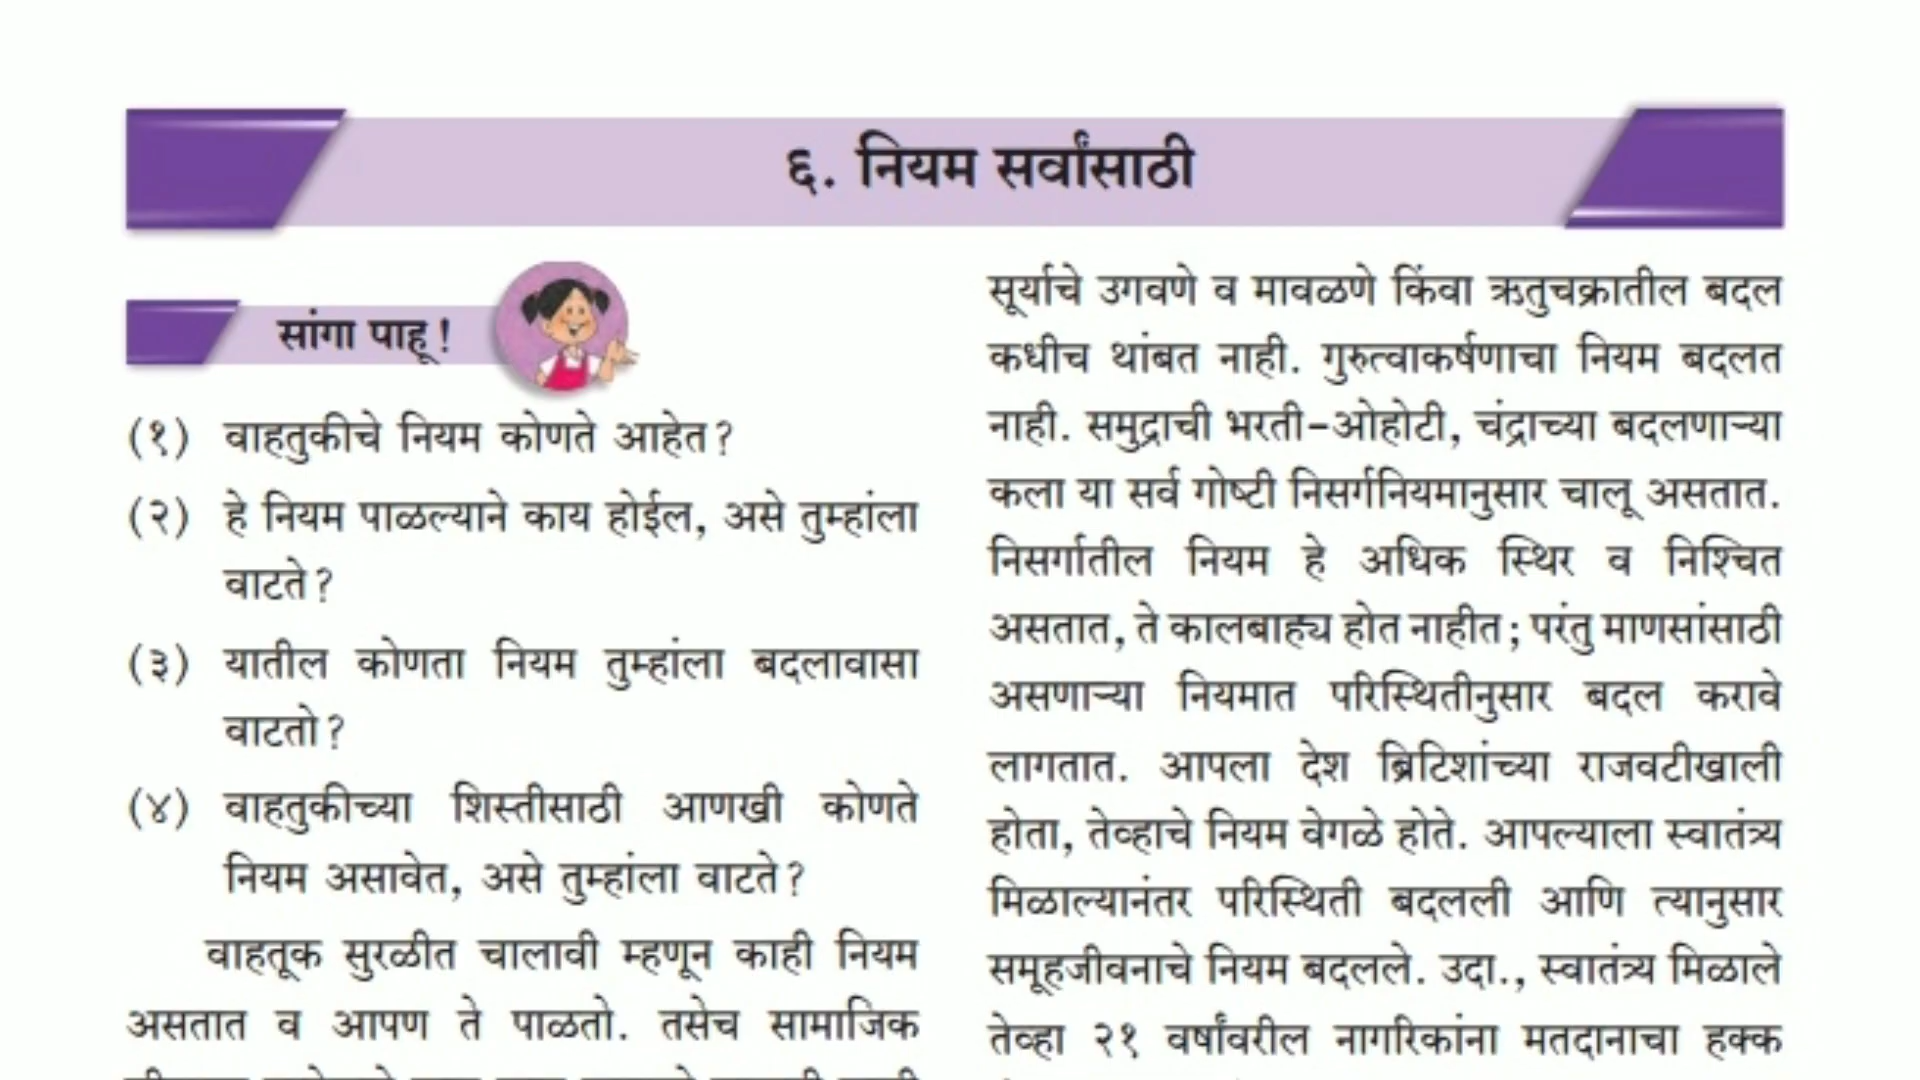 ६. नियम सर्वांसाठी
सांगा पाहू !
(१) वाहतुकीचे नियम कोणते आहेत ?
(२) हे नियम पाळल्याने काय होईल, असे तुम्हांला
वाटते ?
(३) यातील कोणता नियम तुम्हांला बदलावासा
वाटतो ?
(४) वाहतुकीच्या शिस्तीसाठी आणखी कोणते
नियम असावेत, असे तुम्हांला वाटते ?
वाहतूक सुरळीत चालावी म्हणून काही नियम
असतात व आपण ते पाळतो. तसेच सामाजिक
सूर्याचे उगवणे व मावळणे किंवा ऋतुचक्रातील बदल
कधीच थांबत नाही. गुरुत्वाकर्षणाचा नियम बदलत
नाही. समुद्राची भरती-ओहोटी, चंद्राच्या बदलणाऱ्या
कला या सर्व गोष्टी निसर्गनियमानुसार चालू असतात.
निसर्गातील नियम हे अधिक स्थिर व निश्चित
असतात, ते कालबाह्य होत नाहीत ; परंतु माणसांसाठी
असणाऱ्या नियमात परिस्थितीनुसार बदल करावे
लागतात. आपला देश ब्रिटिशांच्या राजवटीखाली
होता, तेव्हाचे नियम वेगळे होते. आपल्याला स्वातंत्र्य
मिळाल्यानंतर परिस्थिती बदलली आणि त्यानुसार
समूहजीवनाचे नियम बदलले. उदा., स्वातंत्र्य मिळाले
तेव्हा २१ वर्षांवरील नागरिकांना मतदानाचा हक्क